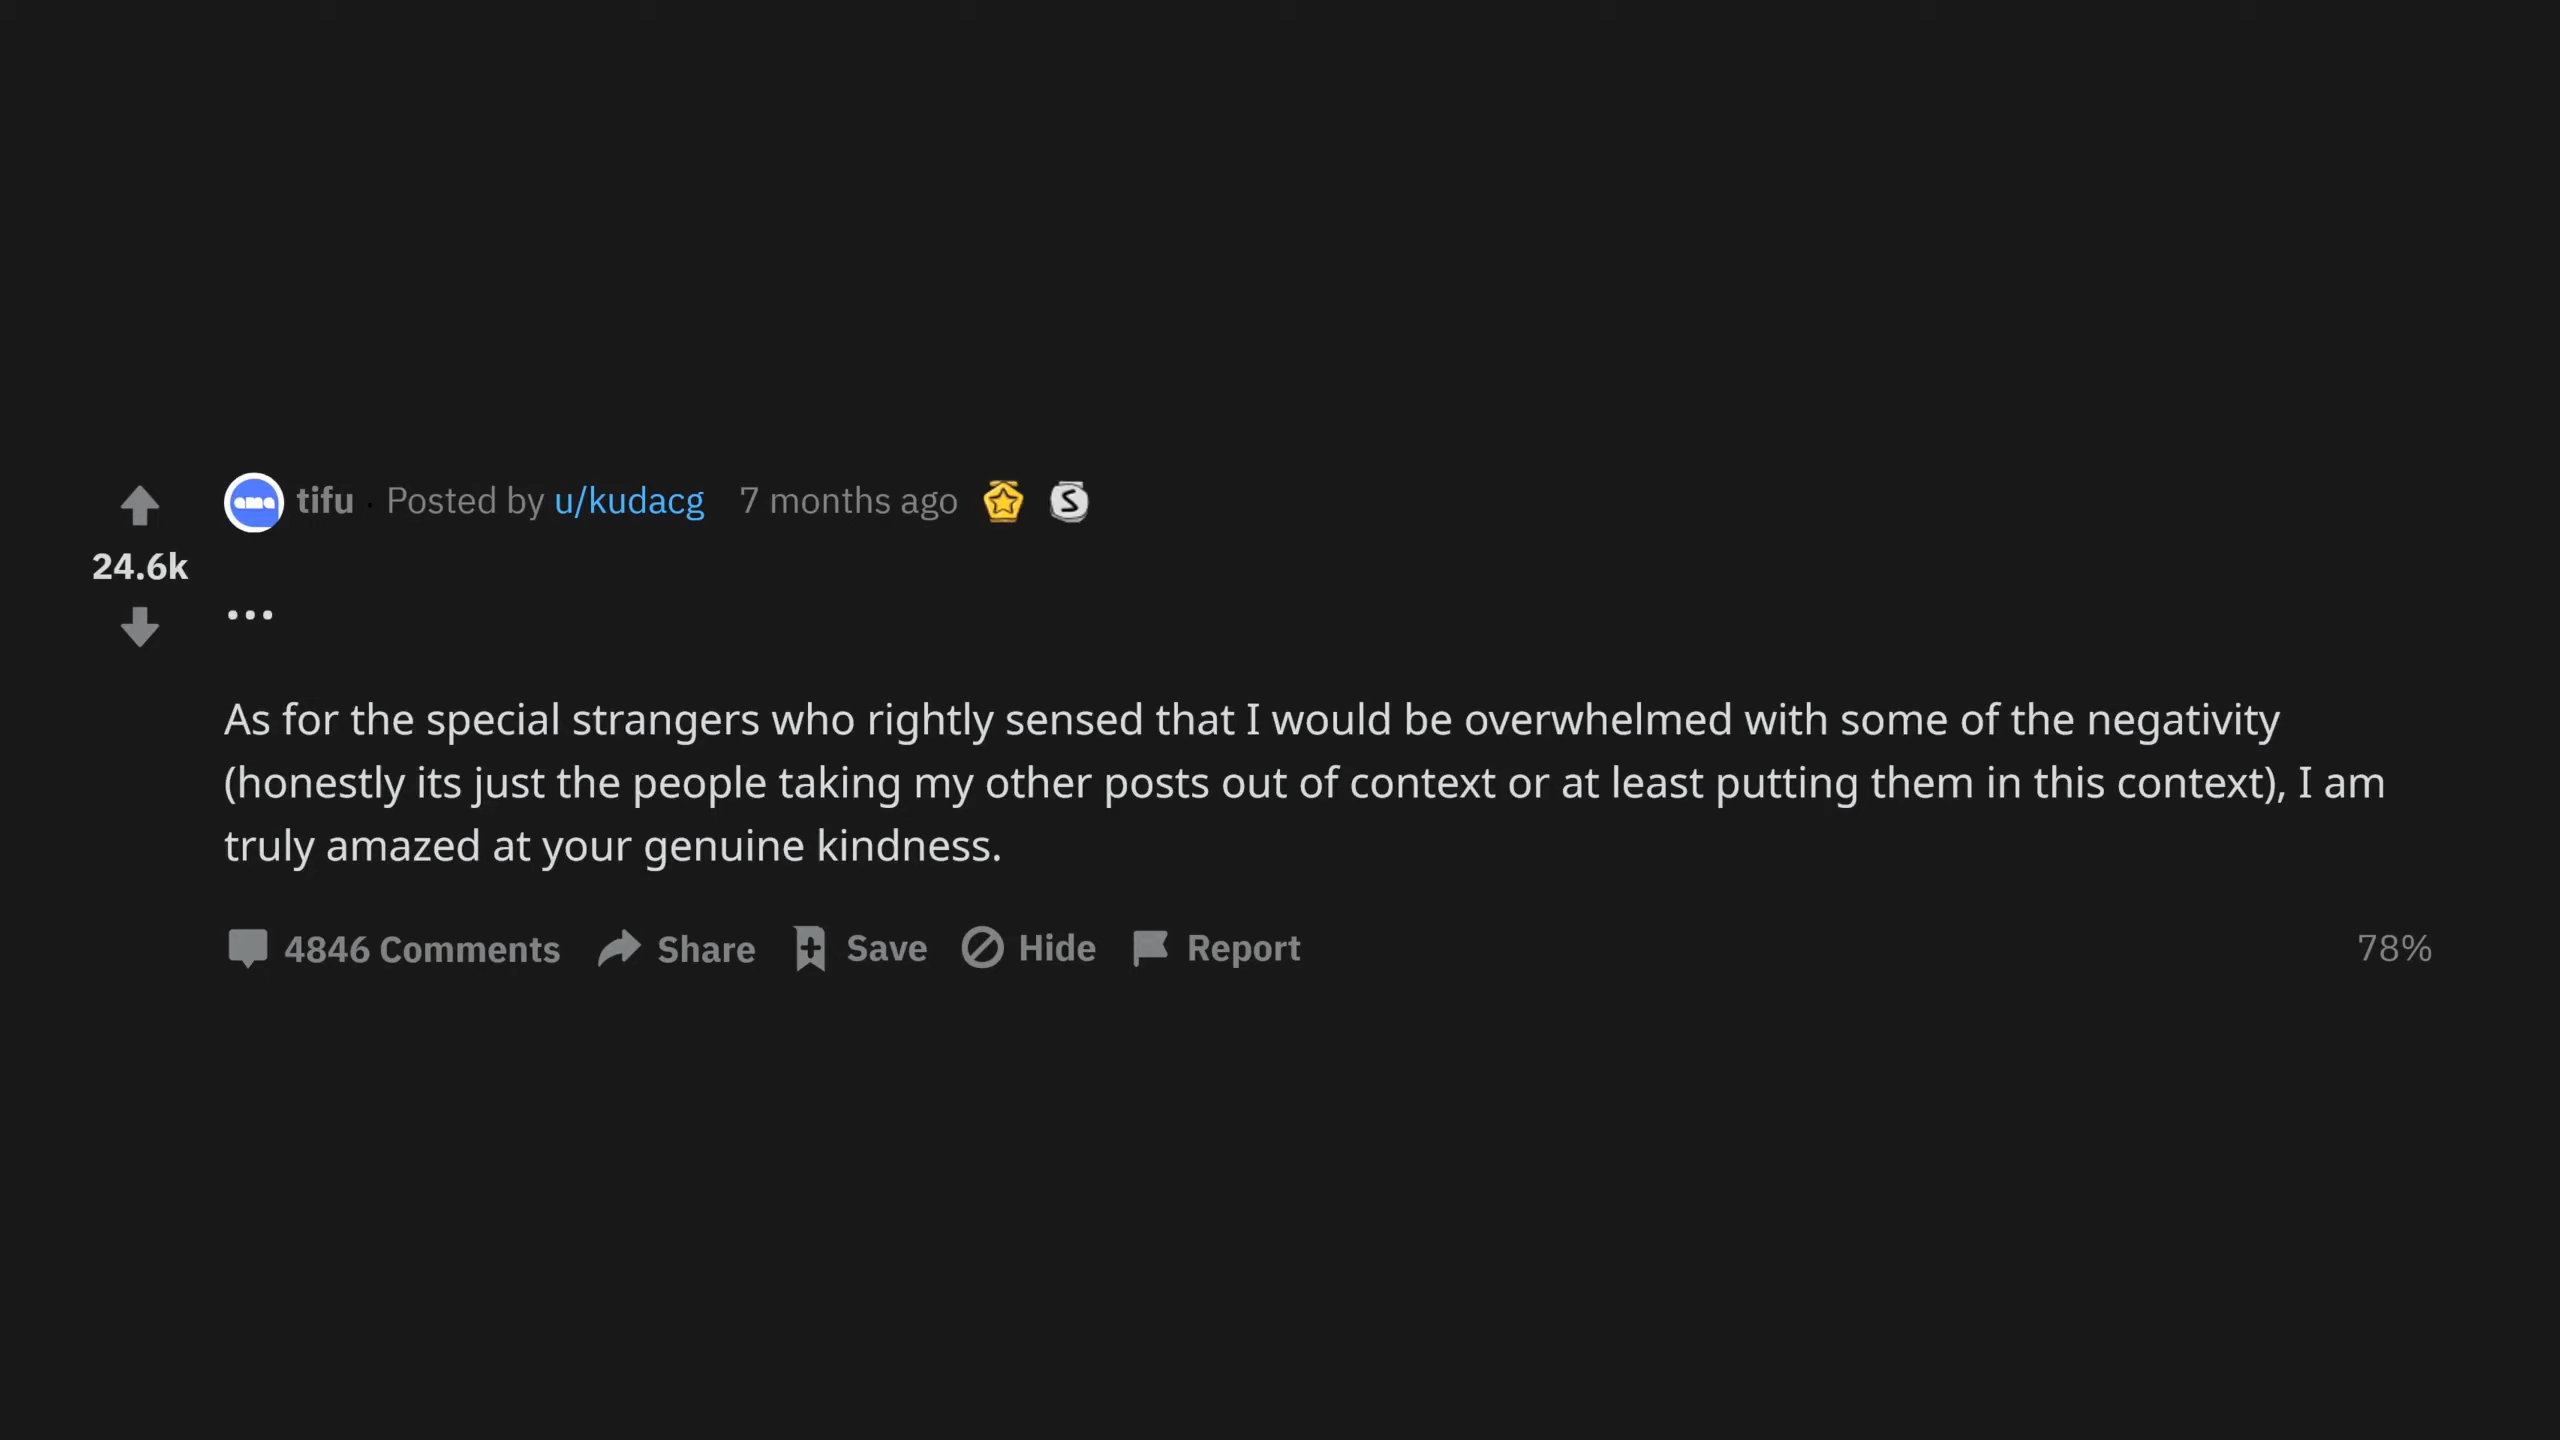 tifu · Posted by u/kudacg 7 months ago
24.6k
...
As for the special strangers who rightly sensed that I would be overwhelmed with some of the negativity
(honestly its just the people taking my other posts out of context or at least putting them in this context), I am
truly amazed at your genuine kindness.
4846 Comments Share Save Hide Report 78%